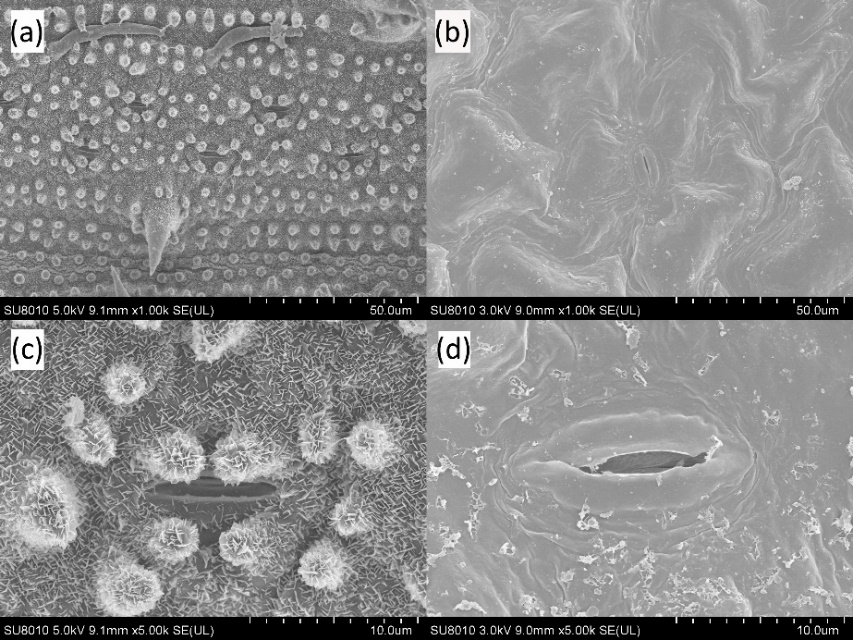 (a)
(b)
SU8010 5.0kV 9.1mm x1.00k SE(UL)
50.0um
SU8010 3.0kV 9.0mm x1.00k SE(UL)
50.0um
(c)
(d)
SU8010 5.0kV 9.1mm x5.00k SE(UL)
10.0um
SU8010 3.0kV 9.0mm x5.00k SE(UL)
10.0um